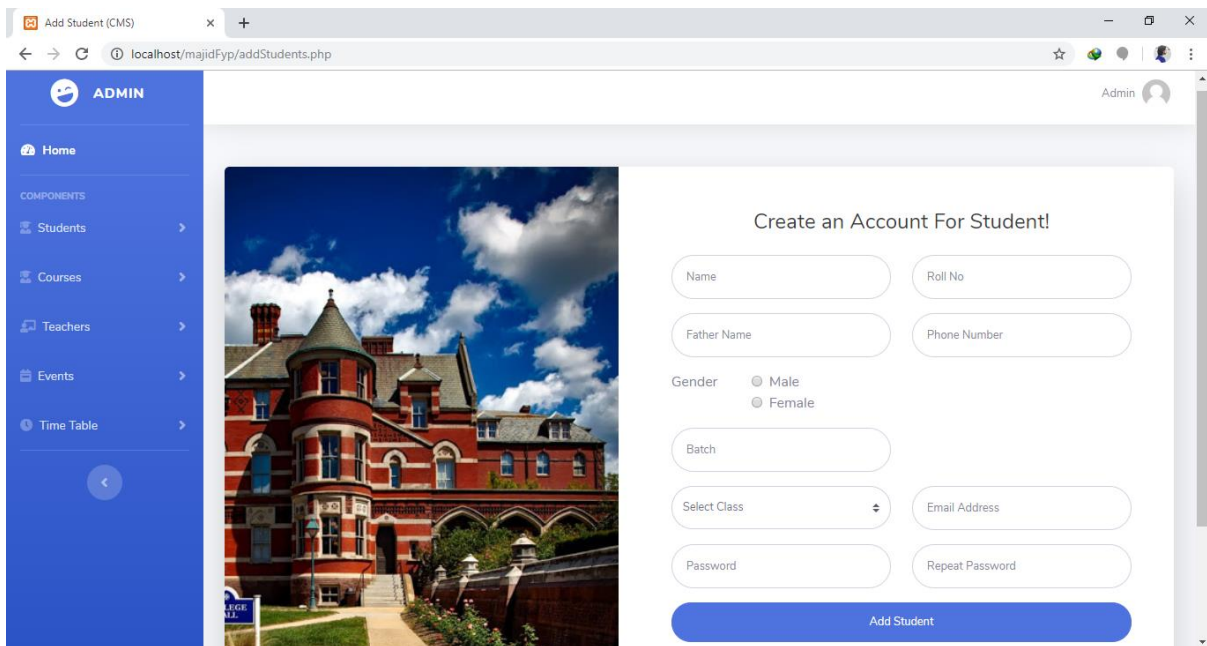 Add Student (CMS)
localhost/majidFyp/addStudents.php
ADMIN
Admin
Home
COMPONENTS
Students
Courses
Teachers
Events
Time Table
Create an Account For Student!
Name
Roll No
Father Name
Phone Number
Gender Male
Female
Batch
Select Class
Email Address
Password
Repeat Password
Add Student